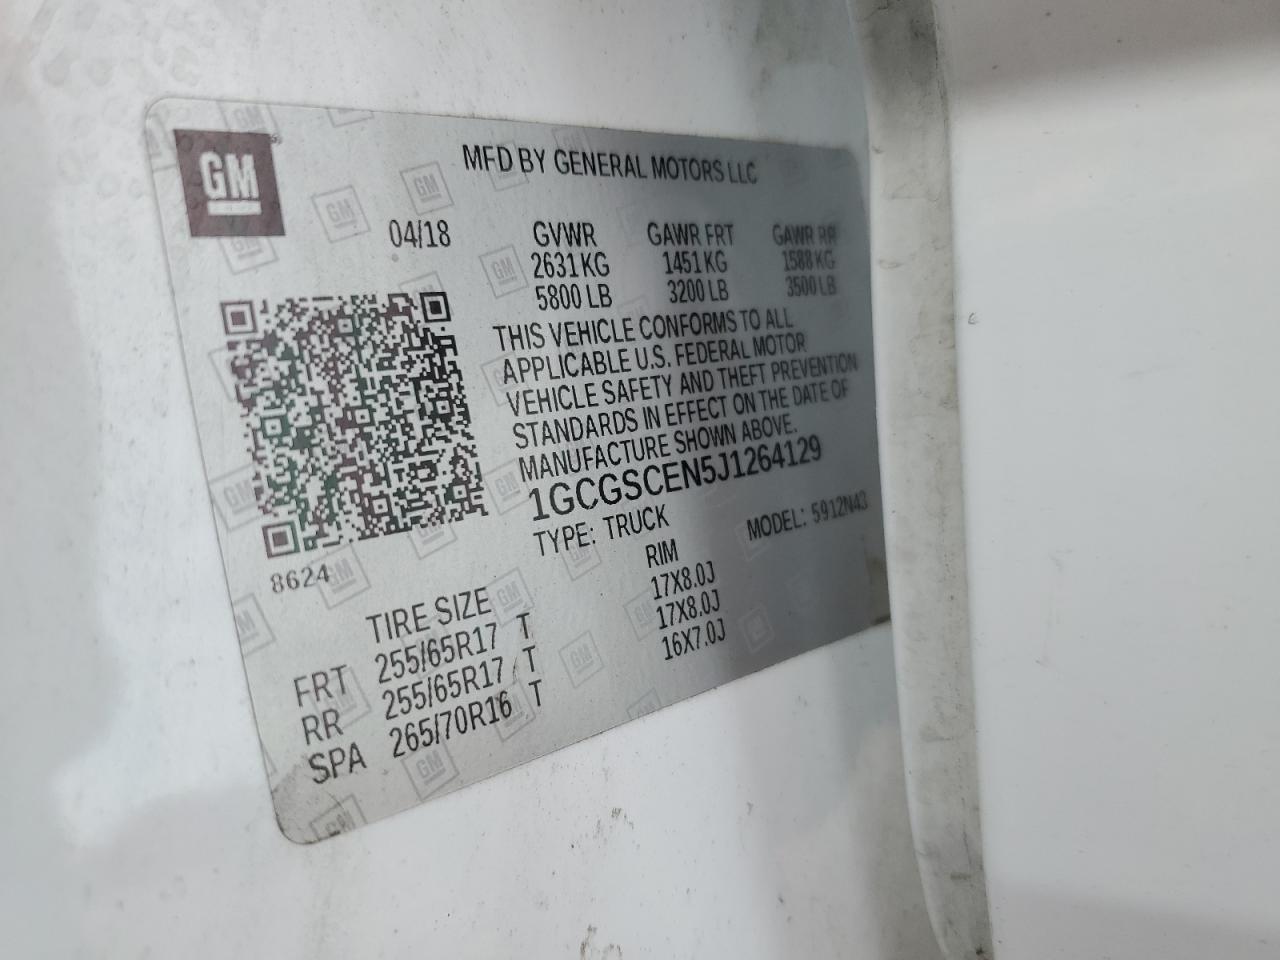 GM
MFD BY GENERAL MOTORS LLC
04/18
GVWR GAWR FRT GAWR RR
2631KG 1451KG 1588KG
5800 LB 3200 LB 3500 LB
THIS VEHICLE CONFORMS TO ALL
APPLICABLE U.S. FEDERAL MOTOR
VEHICLE SAFETY AND THEFT PREVENTION
STANDARDS IN EFFECT ON THE DATE OF
MANUFACTURE SHOWN ABOVE.
1GCGSCEN5J1264129
TYPE: TRUCK MODEL: 5912N43
8624
TIRE SIZE RIM
FRT 255/65R17 T 17X8.0J
RR 255/65R17 T 17X8.0J
SPA 265/70R16 T 16X7.0J